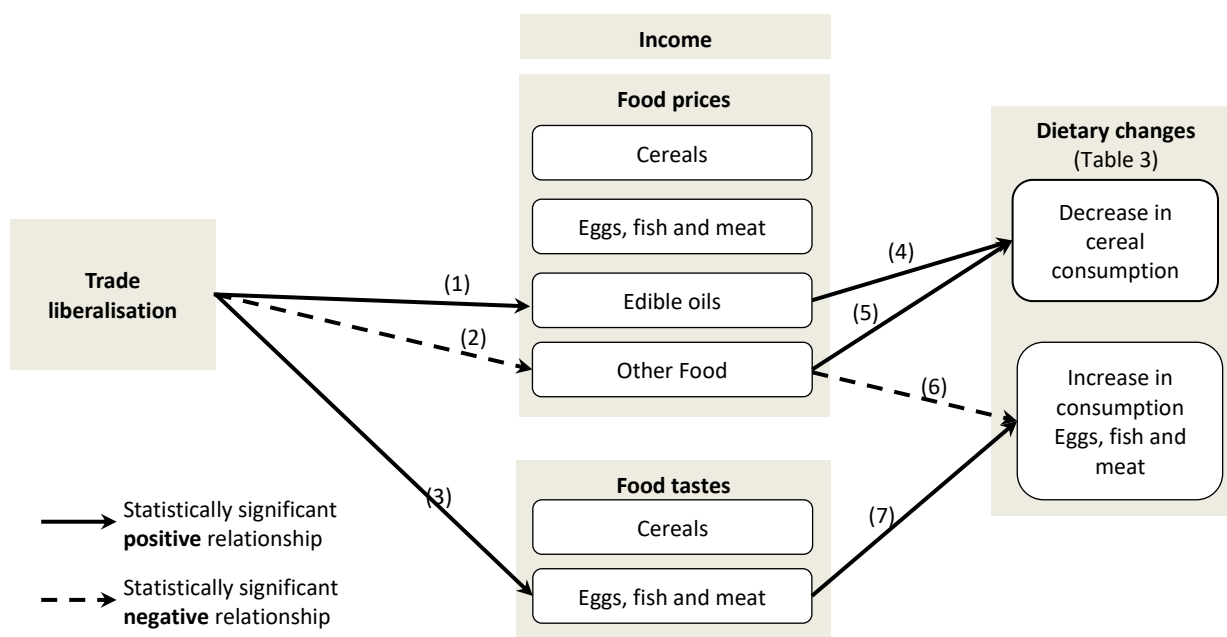 Income
Food prices
Cereals
Eggs, fish and meat
Edible oils
Other Food
Dietary changes
(Table 3)
Decrease in
cereal
consumption
Increase in
consumption
Eggs, fish and
meat
Trade
liberalisation
(1)
(2)
(3)
(4)
(5)
(6)
(7)
Food tastes
Cereals
Eggs, fish and meat
Statistically significant
positive relationship
Statistically significant
negative relationship